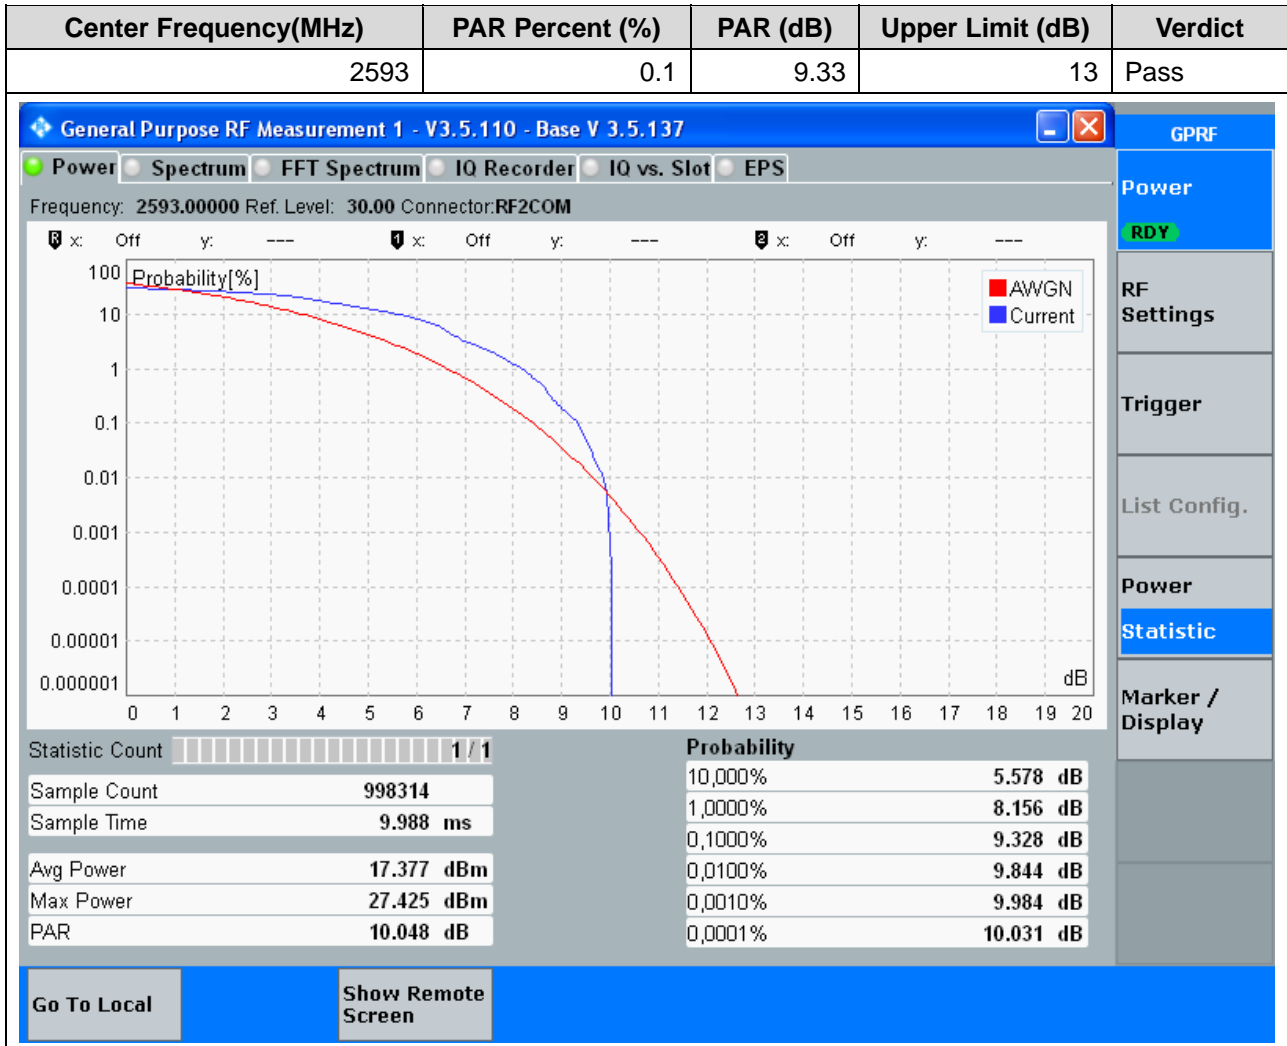 Center Frequency(MHz) PAR Percent (%) PAR (dB) Upper Limit (dB) Verdict
2593 0.1 9.33 13 Pass
General Purpose RF Measurement 1 - V3.5.110 - Base V 3.5.137
GPRF
Power Spectrum FFT Spectrum IQ Recorder IQ vs. Slot EPS
Power
RDY
Frequency: 2593.00000 Ref. Level: 30.00 Connector:RF2COM
R x: Off y: --- 1 x: Off y: --- 2 x: Off y: ---
Probability[%]
AWGN
Current
100
10
1
0.1
0.01
0.001
0.0001
0.00001
0.000001
dB
0 1 2 3 4 5 6 7 8 9 10 11 12 13 14 15 16 17 18 19 20
RF
Settings
Trigger
List Config.
Power
Statistic
Marker /
Display
Statistic Count 1 / 1
Sample Count 998314
Sample Time 9.988 ms
Avg Power 17.377 dBm
Max Power 27.425 dBm
PAR 10.048 dB
Probability
10,000% 5.578 dB
1,0000% 8.156 dB
0,1000% 9.328 dB
0,0100% 9.844 dB
0,0010% 9.984 dB
0,0001% 10.031 dB
Go To Local
Show Remote
Screen